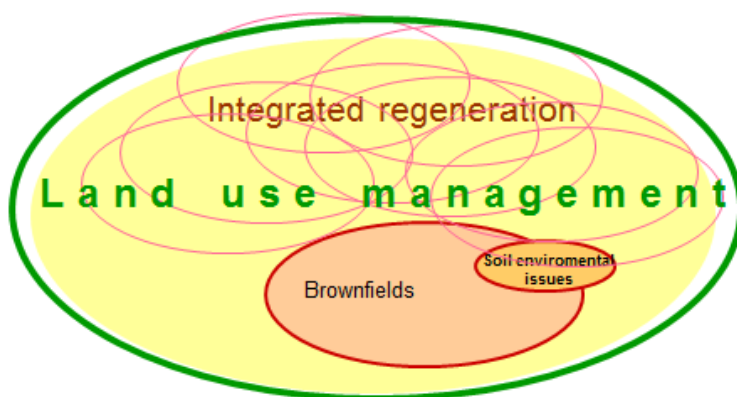 Integrated regeneration
Land use management
Soil enviromental
issues
Brownfields